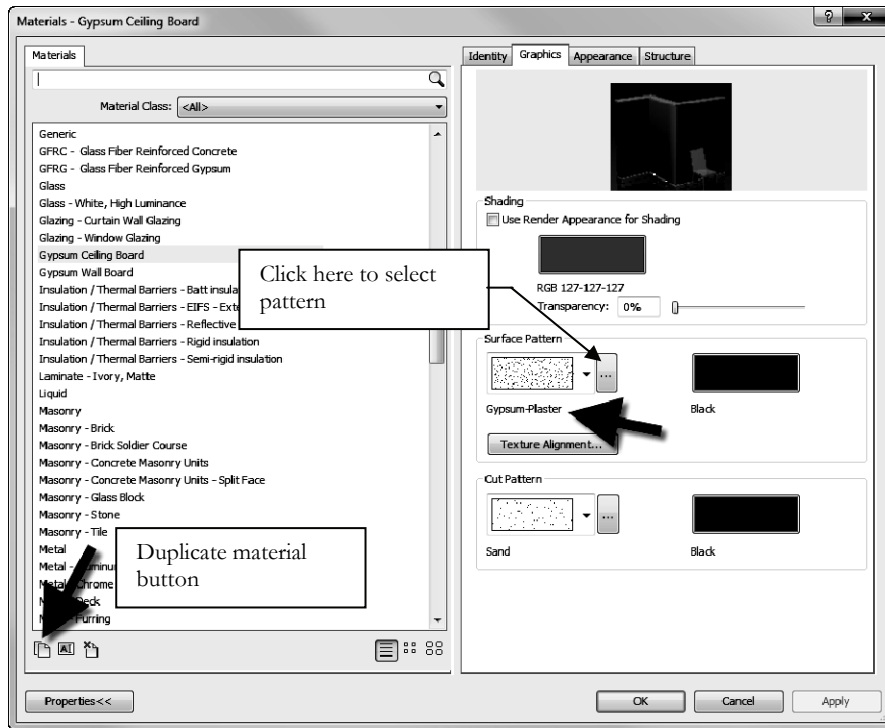 Materials - Gypsum Ceiling Board
Materials
Material Class: <All>
Generic
GFRC - Glass Fiber Reinforced Concrete
GFRG - Glass Fiber Reinforced Gypsum
Glass
Glass - White, High Luminance
Glazing - Curtain Wall Glazing
Glazing - Window Glazing
Gypsum Ceiling Board
Gypsum Wall Board
Insulation / Thermal Barriers - Batt insula
Insulation / Thermal Barriers - EIFS - Exte
Insulation / Thermal Barriers - Reflective
Insulation / Thermal Barriers - Rigid insulation
Insulation / Thermal Barriers - Semi-rigid insulation
Laminate - Ivory, Matte
Liquid
Masonry
Masonry - Brick
Masonry - Brick Soldier Course
Masonry - Concrete Masonry Units
Masonry - Concrete Masonry Units - Split Face
Masonry - Glass Block
Masonry - Stone
Masonry - Tile
Metal
Metal - uminu
Chrome
Deck
Furring
Click here to select
pattern
Duplicate material
button
AI
Properties<<
Identity Graphics Appearance Structure
Shading
Use Render Appearance for Shading
RGB 127-127-127
Transparency: 0%
Surface Pattern
...
Gypsum-Plaster Black
Texture Alignment...
Cut Pattern
...
Sand Black
OK Cancel Apply